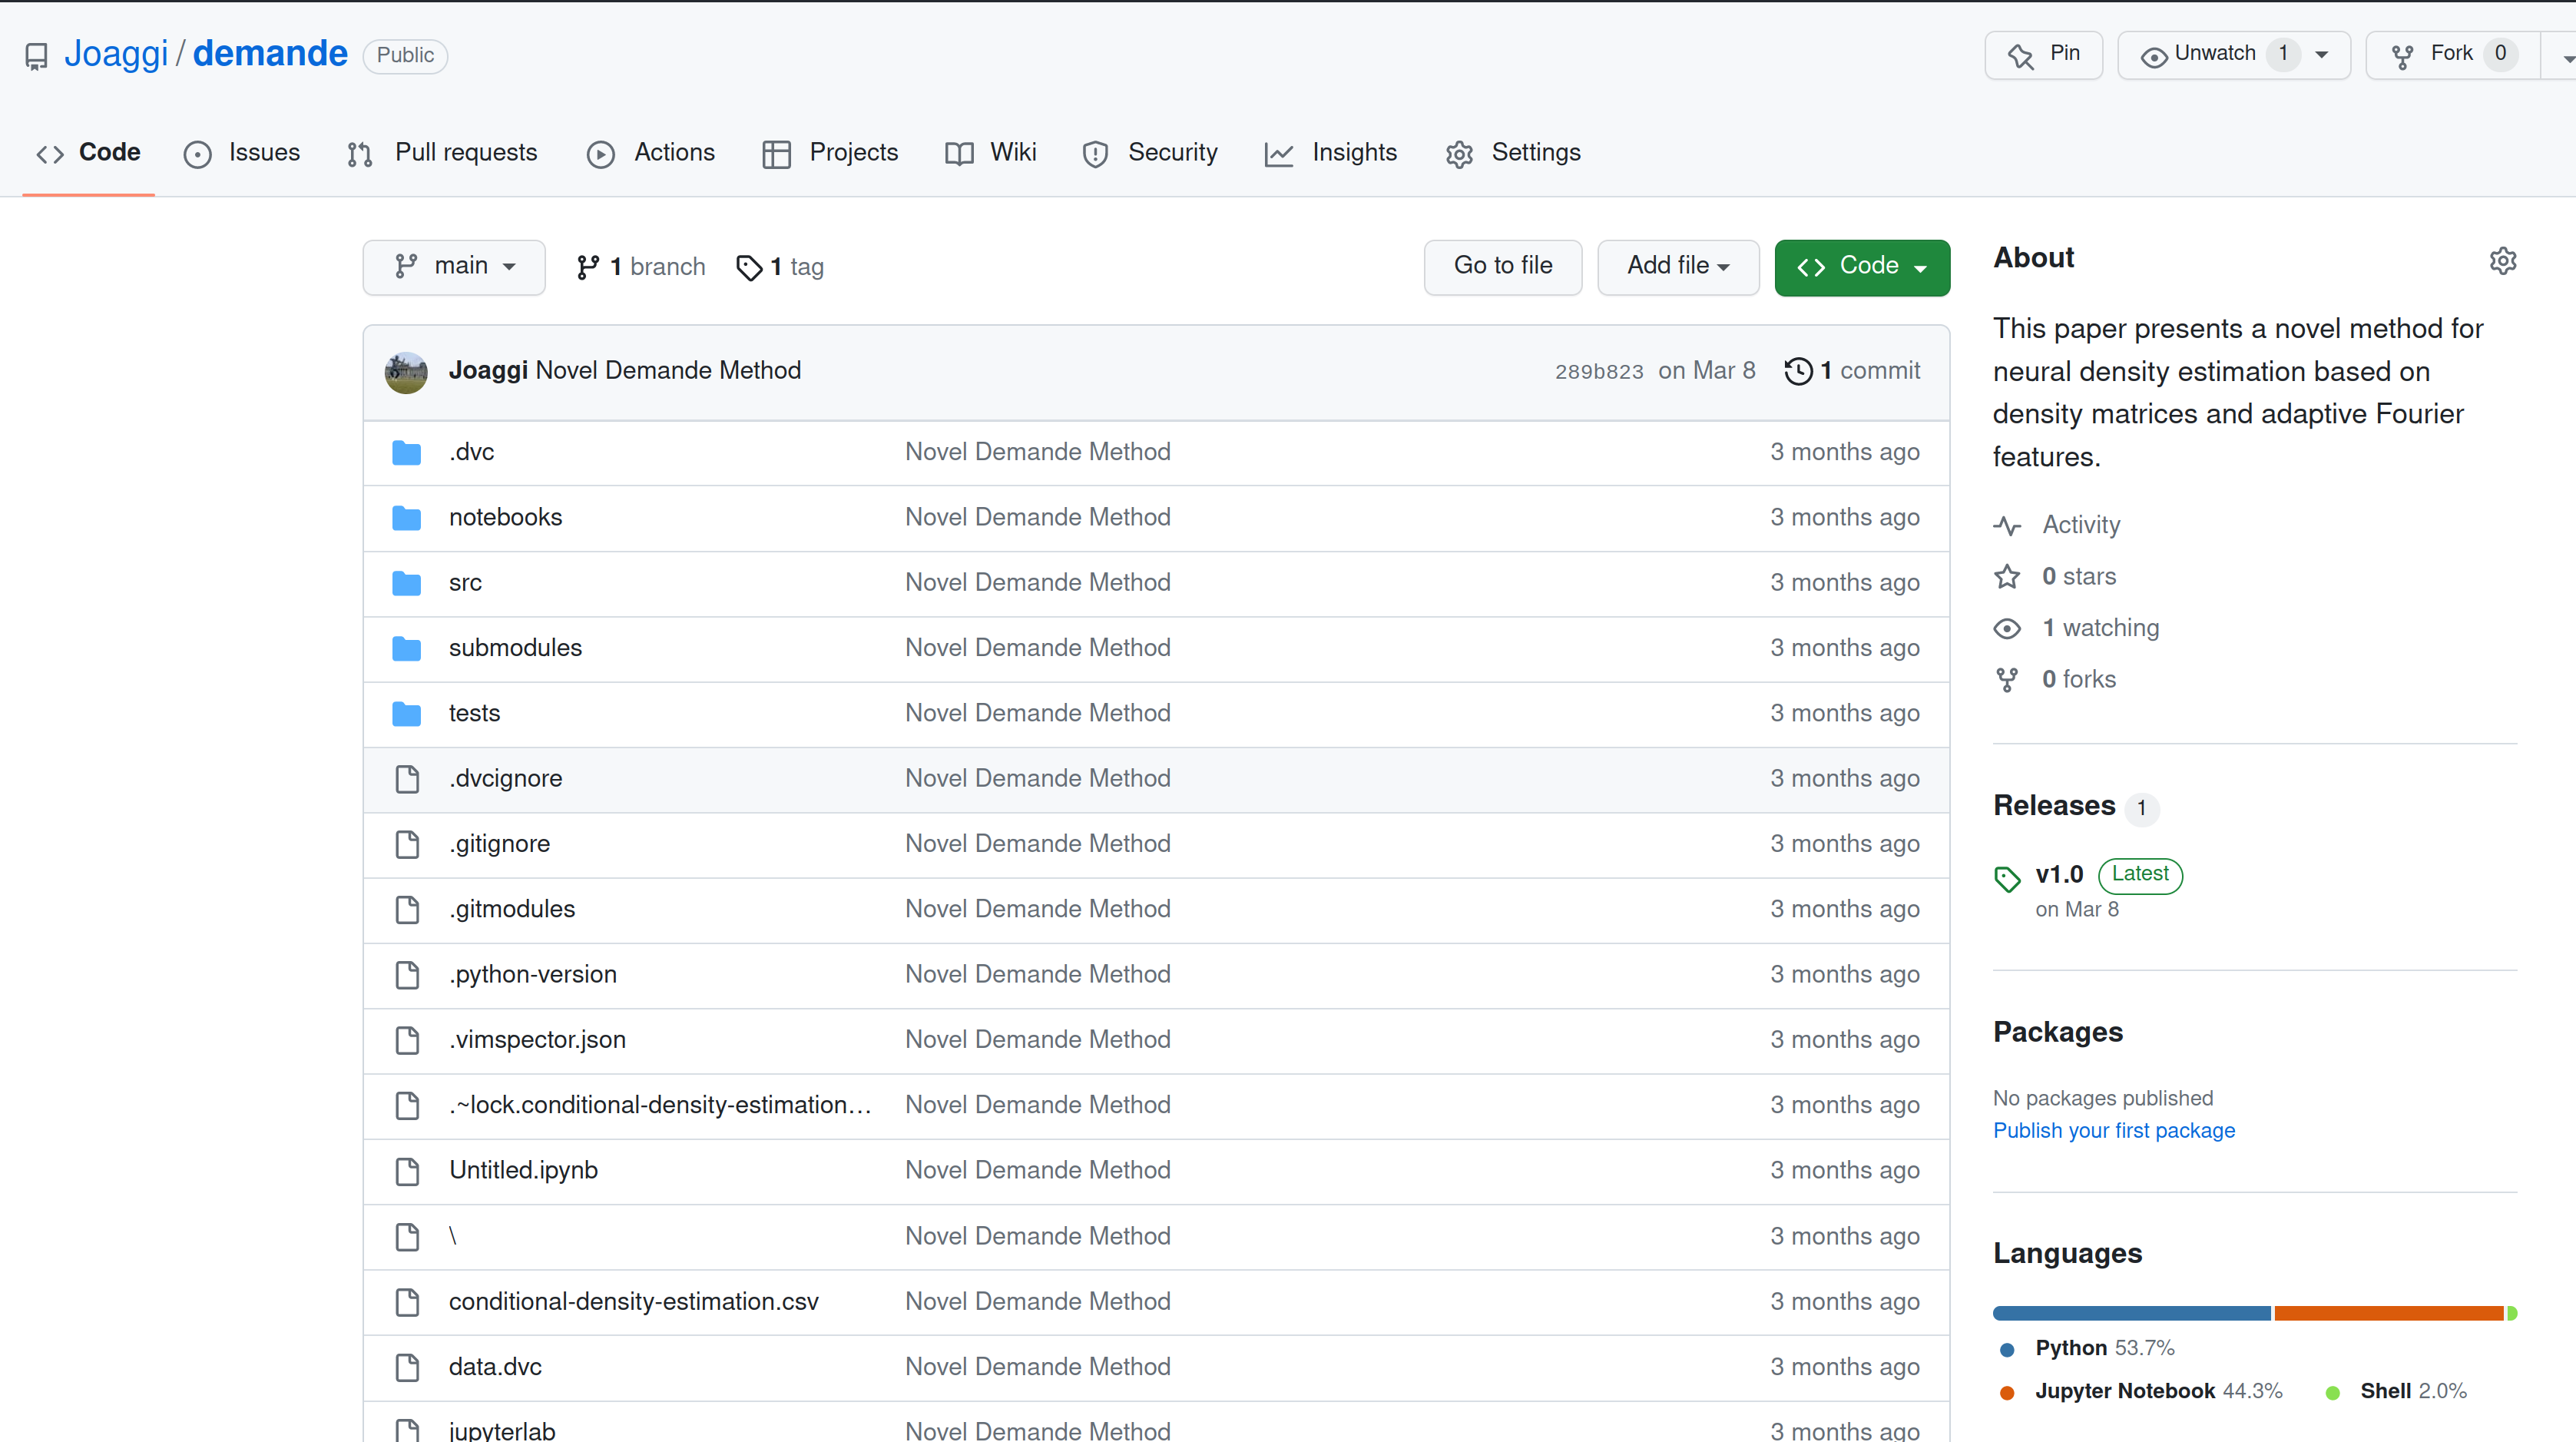 Joaggi / demande Public
Pin
Unwatch 1
Fork 0
Code
Issues
Pull requests
Actions
Projects
Wiki
Security
Insights
Settings
main
1 branch
1 tag
Go to file
Add file
Code
Joaggi Novel Demande Method
289b823 on Mar 8
1 commit
.dvc Novel Demande Method 3 months ago
notebooks Novel Demande Method 3 months ago
src Novel Demande Method 3 months ago
submodules Novel Demande Method 3 months ago
tests Novel Demande Method 3 months ago
.dvcignore Novel Demande Method 3 months ago
.gitignore Novel Demande Method 3 months ago
.gitmodules Novel Demande Method 3 months ago
.python-version Novel Demande Method 3 months ago
.vimspector.json Novel Demande Method 3 months ago
.~lock.conditional-density-estimation… Novel Demande Method 3 months ago
Untitled.ipynb Novel Demande Method 3 months ago
\ Novel Demande Method 3 months ago
conditional-density-estimation.csv Novel Demande Method 3 months ago
data.dvc Novel Demande Method 3 months ago
jupyterlab Novel Demande Method 3 months ago
About
This paper presents a novel method for
neural density estimation based on
density matrices and adaptive Fourier
features.
Activity
0 stars
1 watching
0 forks
Releases 1
v1.0 Latest
on Mar 8
Packages
No packages published
Publish your first package
Languages
Python 53.7%
Jupyter Notebook 44.3% Shell 2.0%